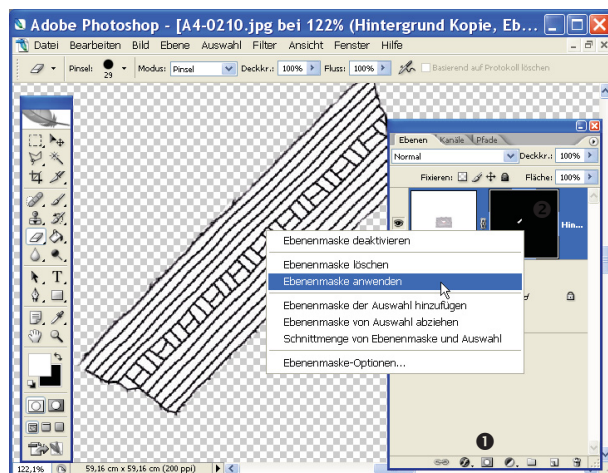 Adobe Photoshop - [A4-0210.jpg bei 122% (Hintergrund Kopie, Eb...
Datei Bearbeiten Bild Ebene Auswahl Filter Ansicht Fenster Hilfe
Pinsel: 29 Modus: Pinsel Deckkr.: 100% Fluss: 100% Basierend auf Protokoll löschen
Ebenen Kanäle Pfade
Normal Deckkr.: 100%
Fixieren: Fläche: 100%
2
Hin...
Ebenenmaske deaktivieren
Ebenenmaske löschen
Ebenenmaske anwenden
Ebenenmaske der Auswahl hinzufügen
Ebenenmaske von Auswahl abziehen
Schnittmenge von Ebenenmaske und Auswahl
Ebenenmaske-Optionen...
T
1
122,1% 59,16 cm x 59,16 cm (200 ppi)